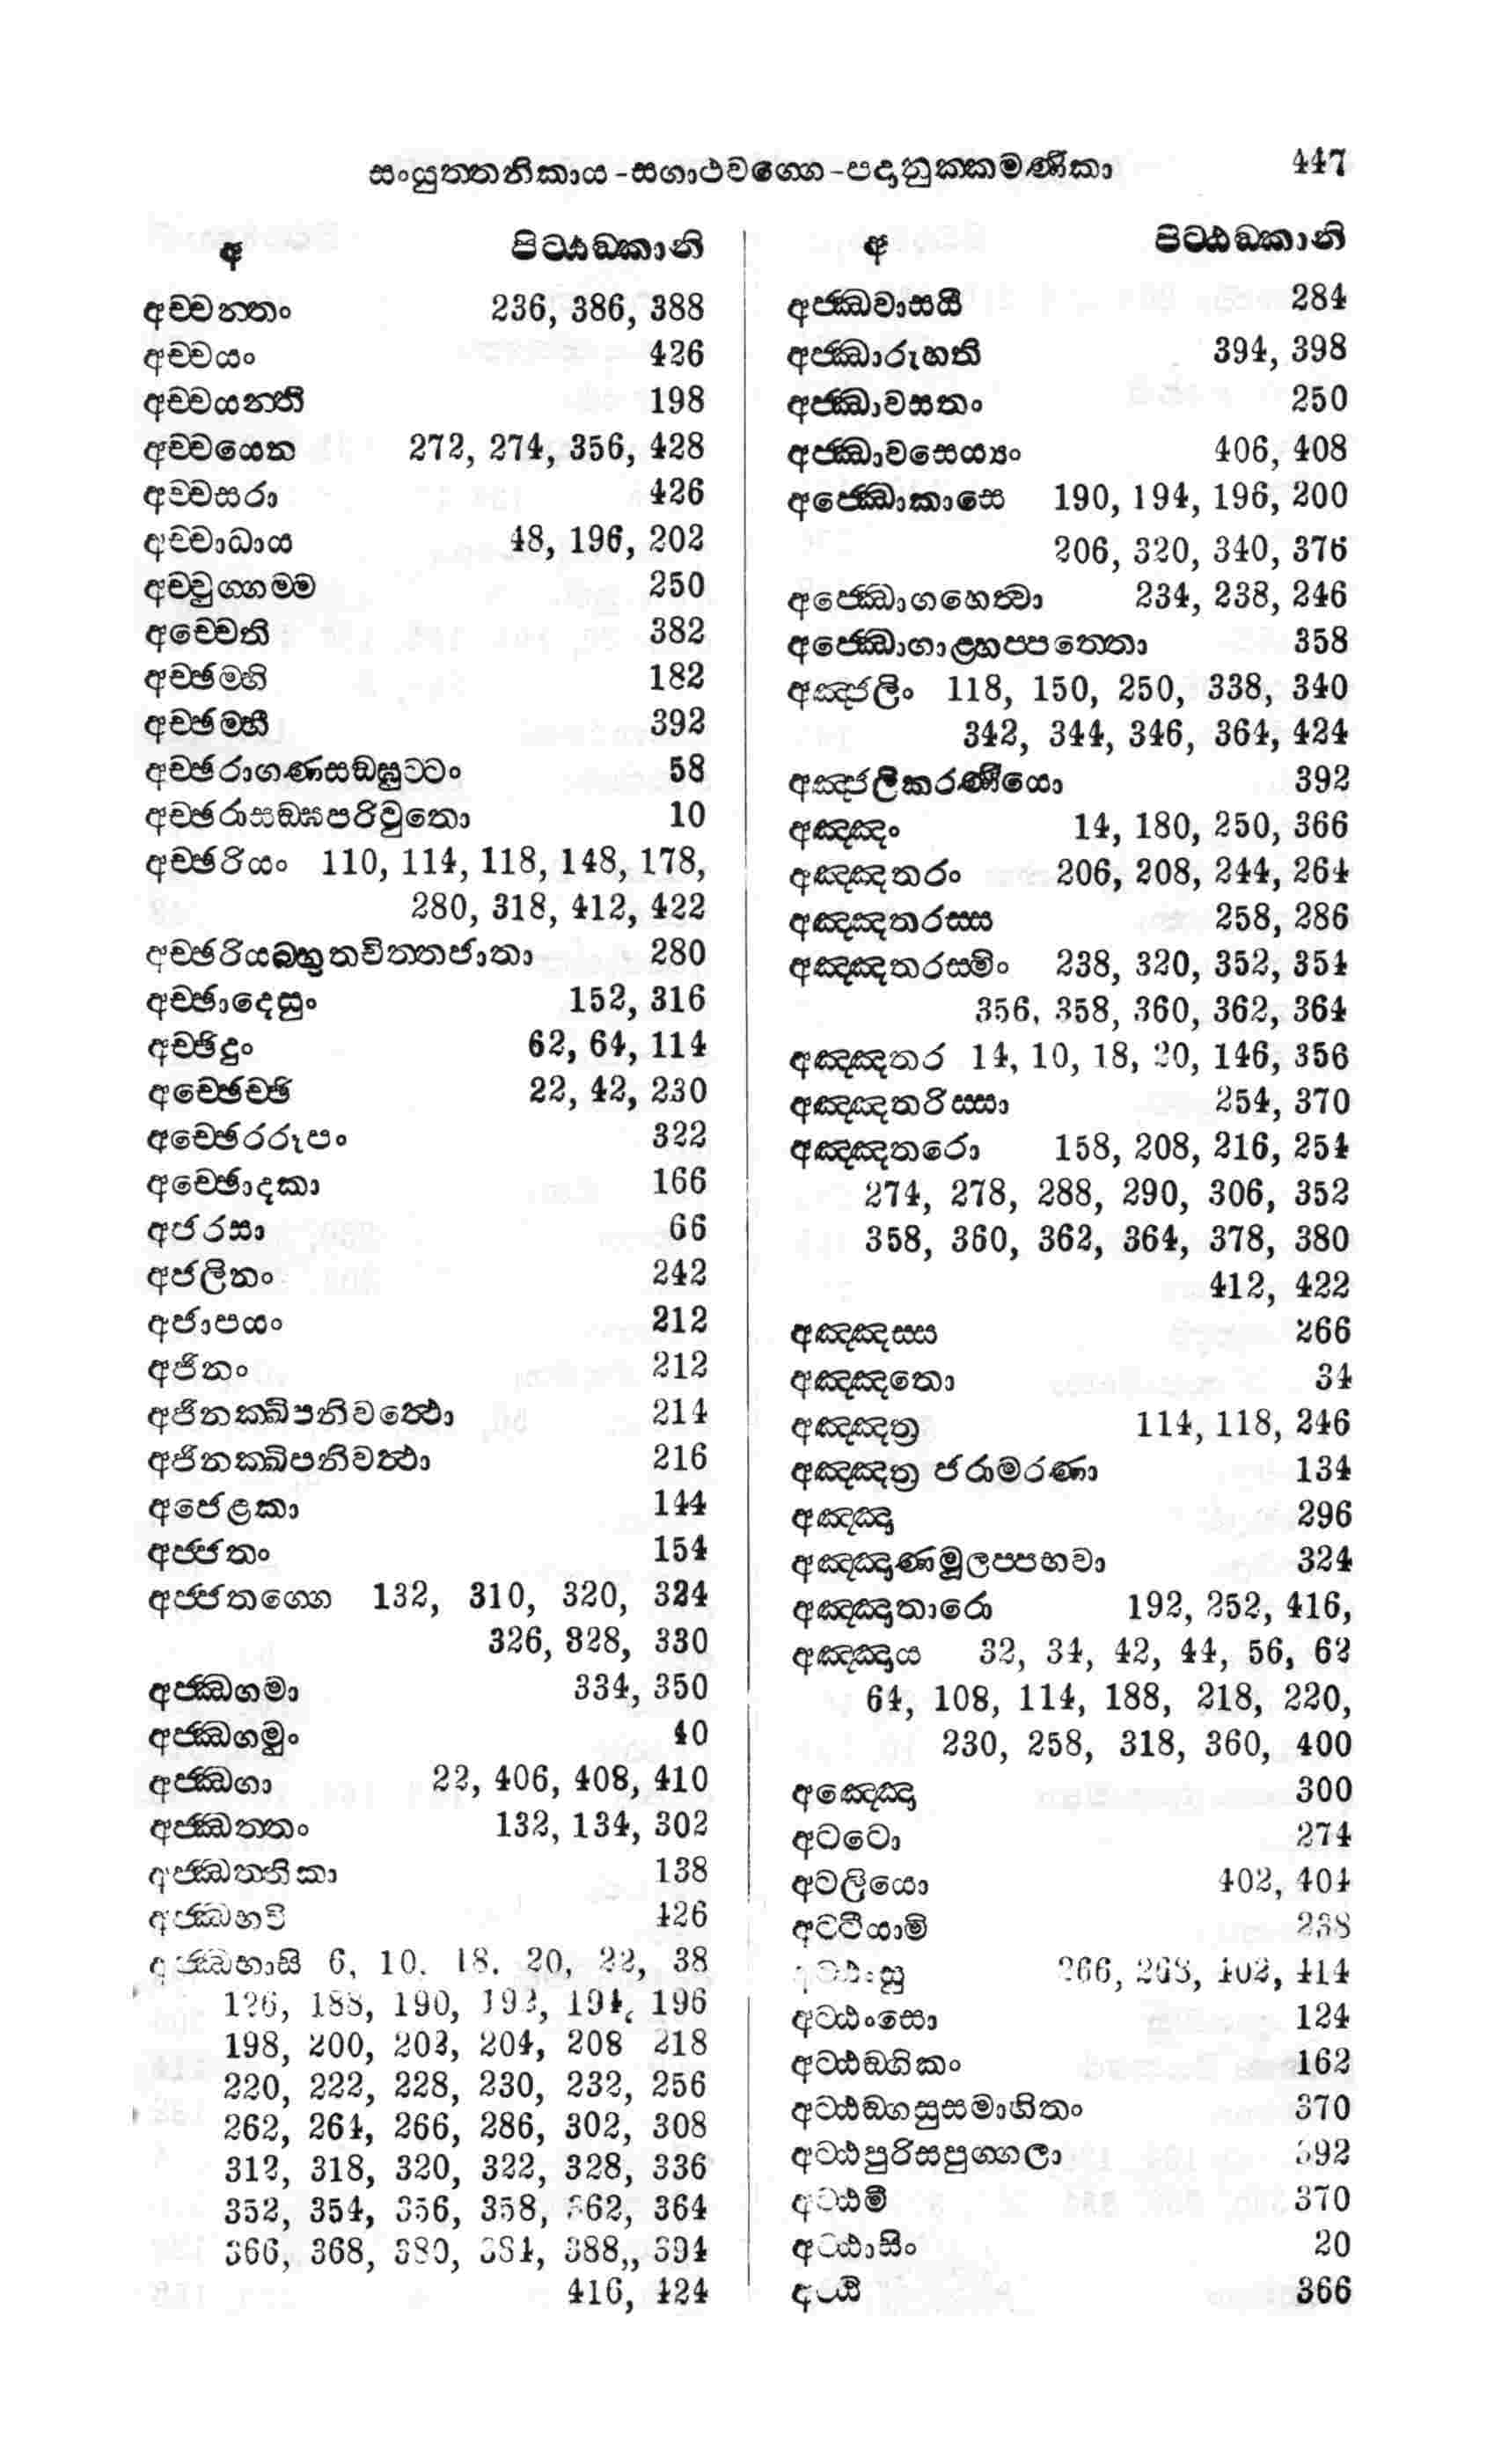 සංයුත්තනිකාය-සගාථවග්ගෙ-පදානුක්කමණිකා 447
අ පිට්ඨඞ්කානි
අච්චන්තං 236, 386, 388
අච්චයං 426
අච්චයන්ති 198
අච්චයෙන 272, 274, 356, 428
අච්චසරා 426
අච්චාධාය 48, 196, 202
අච්චුග්ගම්ම 250
අච්චෙති 382
අච්ඡමහි 182
අච්ඡමහී 392
අච්ඡරාගණසඞ්ඝුට්ටං 58
අච්ඡරාසඞ්ඝපරිවුතො 10
අච්ඡරියං 110, 114, 118, 148, 178,
280, 318, 412, 422
අච්ඡරියබභුතචිත්තජාතා 280
අච්ඡාදෙසුං 152, 316
අච්ඡිදුං 62, 64, 114
අච්ඡෙච්ඡි 22, 42, 230
අච්ඡෙරරූපං 322
අච්ඡොදකා 166
අජරසා 66
අජලිතං 242
අජාපයං 212
අජිනං 212
අජිනක්ඛිපනිවත්ථො 214
අජිනක්ඛිපනිවත්ථා 216
අජෙළකා 144
අජ්ජතං 154
අජ්ජතග්ගෙ 132, 310, 320, 324
326, 328, 330
අජ්ඣගමා 334, 350
අජ්ඣගමුං 40
අජ්ඣගා 22, 406, 408, 410
අජ්ඣත්තං 132, 134, 302
අජ්ඣත්තිකා 138
අජ්ඣභවි 426
අජ්ඣභාසි 6, 10, 18, 20, 22, 38
126, 188, 190, 192, 194, 196
198, 200, 202, 204, 208 218
220, 222, 228, 230, 232, 256
262, 264, 266, 286, 302, 308
312, 318, 320, 322, 328, 336
352, 354, 356, 358, 362, 364
366, 368, 380, 384, 388,, 394
416, 424
අ පිට්ඨඞ්කානි
අජ්ඣවාසයී 284
අජ්ඣාරුහති 394, 398
අජ්ඣාවසතං 250
අජ්ඣාවසෙය්‍යං 406, 408
අජ්ඣොකාසෙ 190, 194, 196, 200
206, 320, 340, 376
අජ්ඣොගහෙත්වා 234, 238, 246
අජ්ඣොගාළ්හප්පත්තො 358
අඤ්ජලිං 118, 150, 250, 338, 340
342, 344, 346, 364, 424
අඤ්ජලිකරණීයො 392
අඤ්ඤං 14, 180, 250, 366
අඤ්ඤතරං 206, 208, 244, 264
අඤ්ඤතරස්ස 258, 286
අඤ්ඤතරස්මිං 238, 320, 352, 354
356, 358, 360, 362, 364
අඤ්ඤතර 14, 10, 18, 20, 146, 356
අඤ්ඤතරිස්සා 254, 370
අඤ්ඤතරො 158, 208, 216, 254
274, 278, 288, 290, 306, 352
358, 360, 362, 364, 378, 380
412, 422
අඤ්ඤස්ස 266
අඤ්ඤතො 34
අඤ්ඤත්‍ර 114, 118, 246
අඤ්ඤත්‍ර ජරාමරණා 134
අඤ්ඤා 296
අඤ්ඤාණමූලප්පභවා 324
අඤ්ඤාතාරො 192, 252, 416,
අඤ්ඤාය 32, 34, 42, 44, 56, 62
64, 108, 114, 188, 218, 220,
230, 258, 318, 360, 400
අඤ්ඤො 300
අටටො 274
අටලියො 402, 404
අට්ටීයාමි 238
266, 268, 402, 414
අට්ඨංසො 124
අට්ඨඞ්ගිකං 162
අට්ඨඞ්ගසුසමාහිතං 370
අට්ඨපුරිසපුග්ගලා 392
අට්ඨමී 370
අට්ඨාසිං 20
අට්ඨි 366